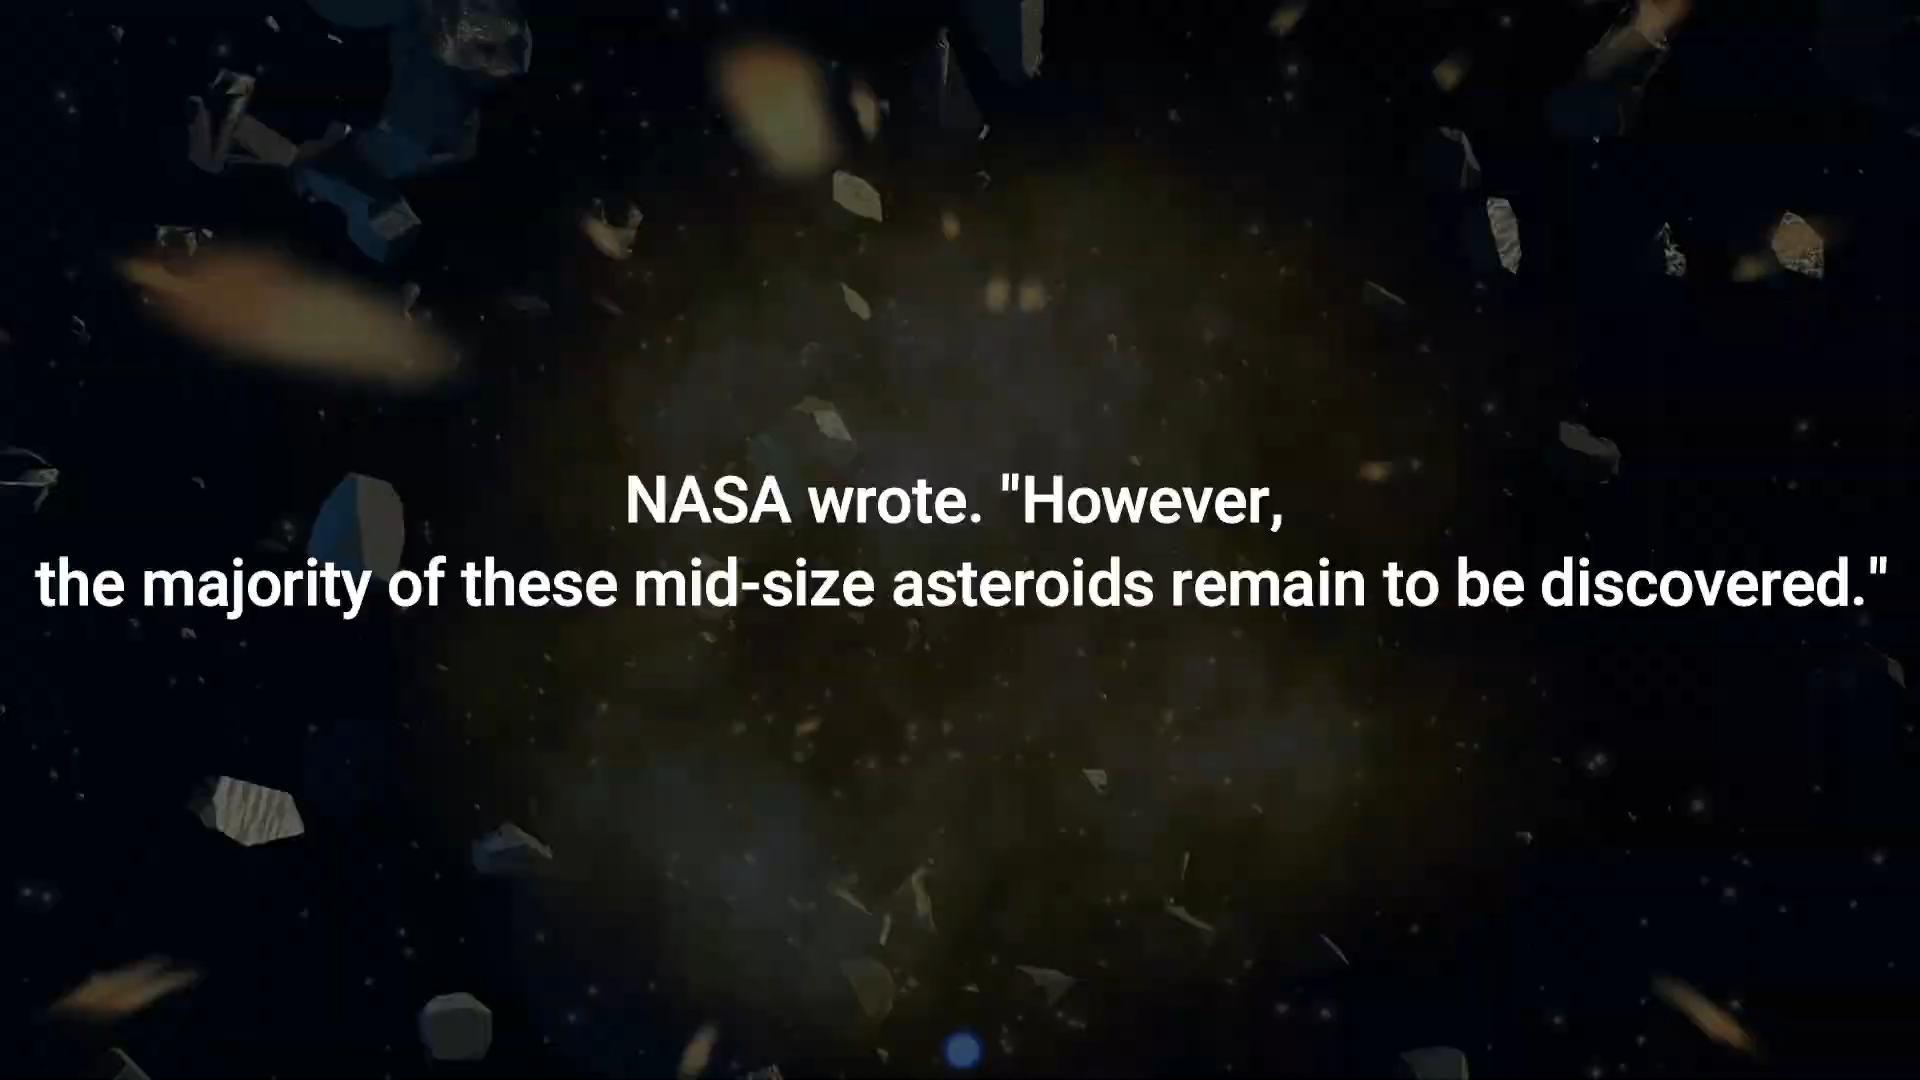 NASA wrote. "However,
the majority of these mid-size asteroids remain to be discovered."